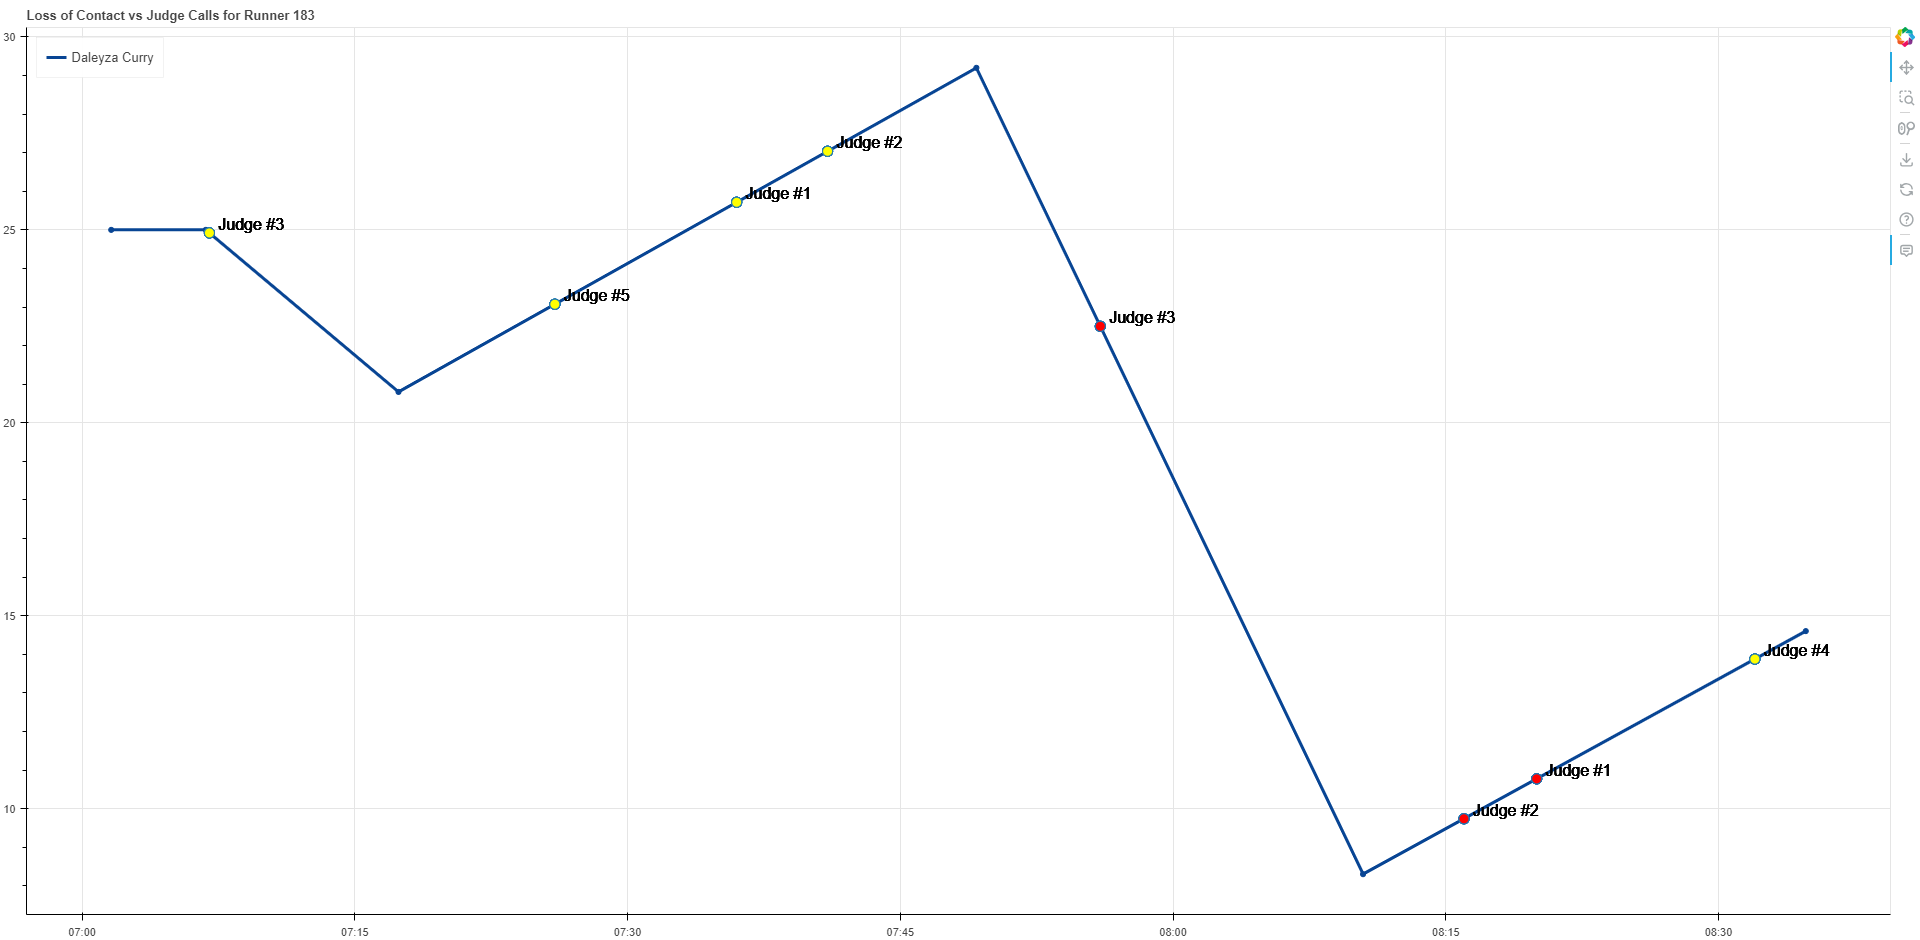 Loss of Contact vs Judge Calls for Runner 183
30
Daleyza Curry
Judge #2
Judge #1
Judge #3
25
Judge #5
Judge #3
20
15
Judge #4
Judge #1
10
Judge #2
07:00 07:15 07:30 07:45 08:00 08:15 08:30